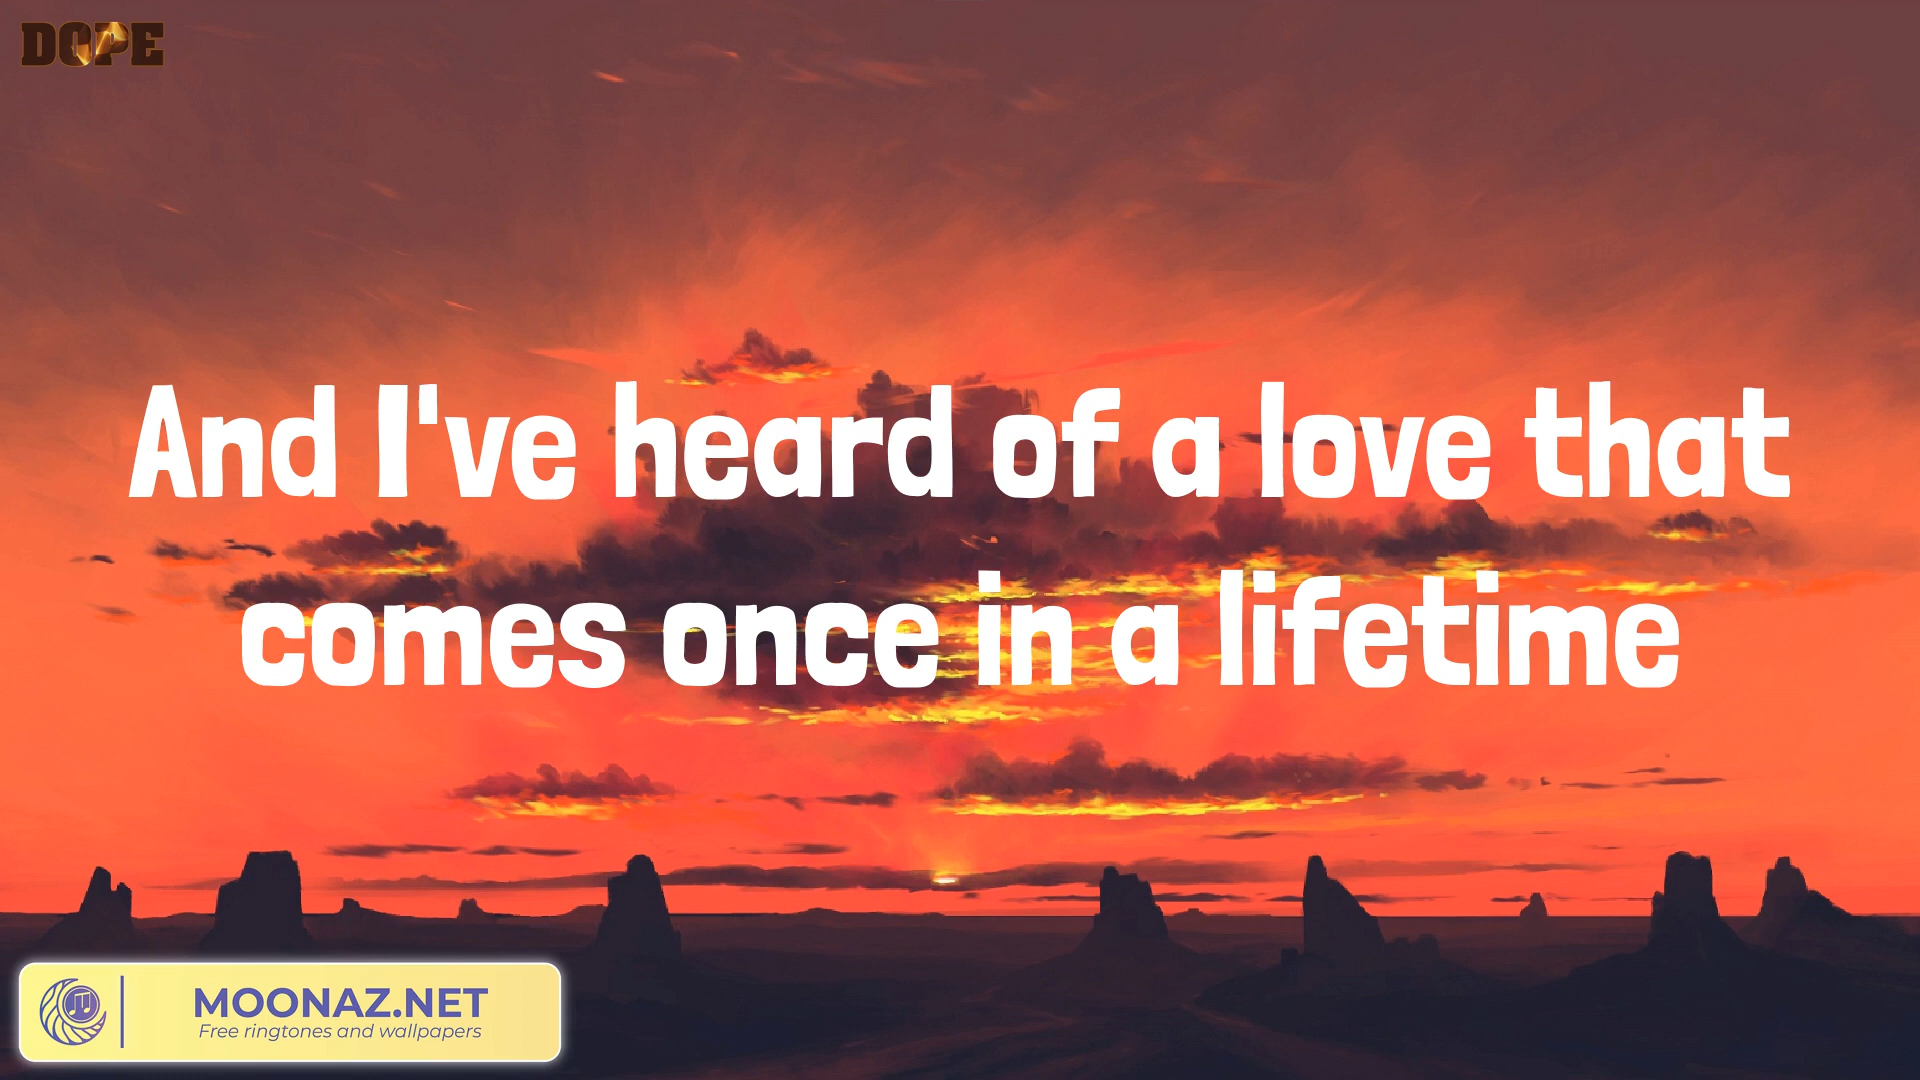 DOPE
And I've heard of a love that
comes once in a lifetime
MOONAZ.NET
Free ringtones and wallpapers